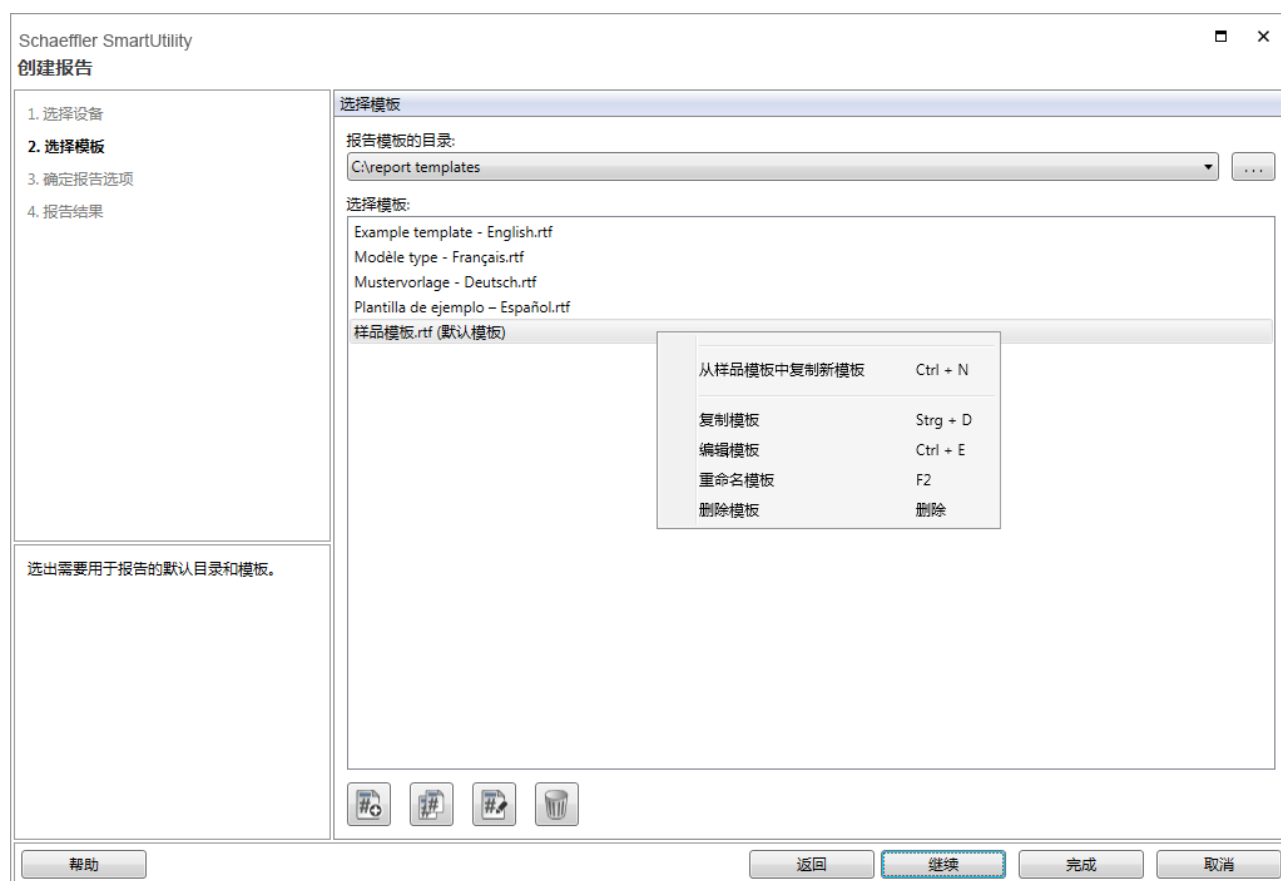 Schaeffler SmartUtility
创建报告
1. 选择设备
2. 选择模板
3. 确定报告选项
4. 报告结果
选出需要用于报告的默认目录和模板。
选择模板
报告模板的目录:
C:\report templates
...
选择模板:
Example template - English.rtf
Modèle type - Français.rtf
Mustervorlage - Deutsch.rtf
Plantilla de ejemplo – Español.rtf
样品模板.rtf (默认模板)
从样品模板中复制新模板 Ctrl + N
复制模板 Strg + D
编辑模板 Ctrl + E
重命名模板 F2
删除模板 删除
帮助 返回 继续 完成 取消